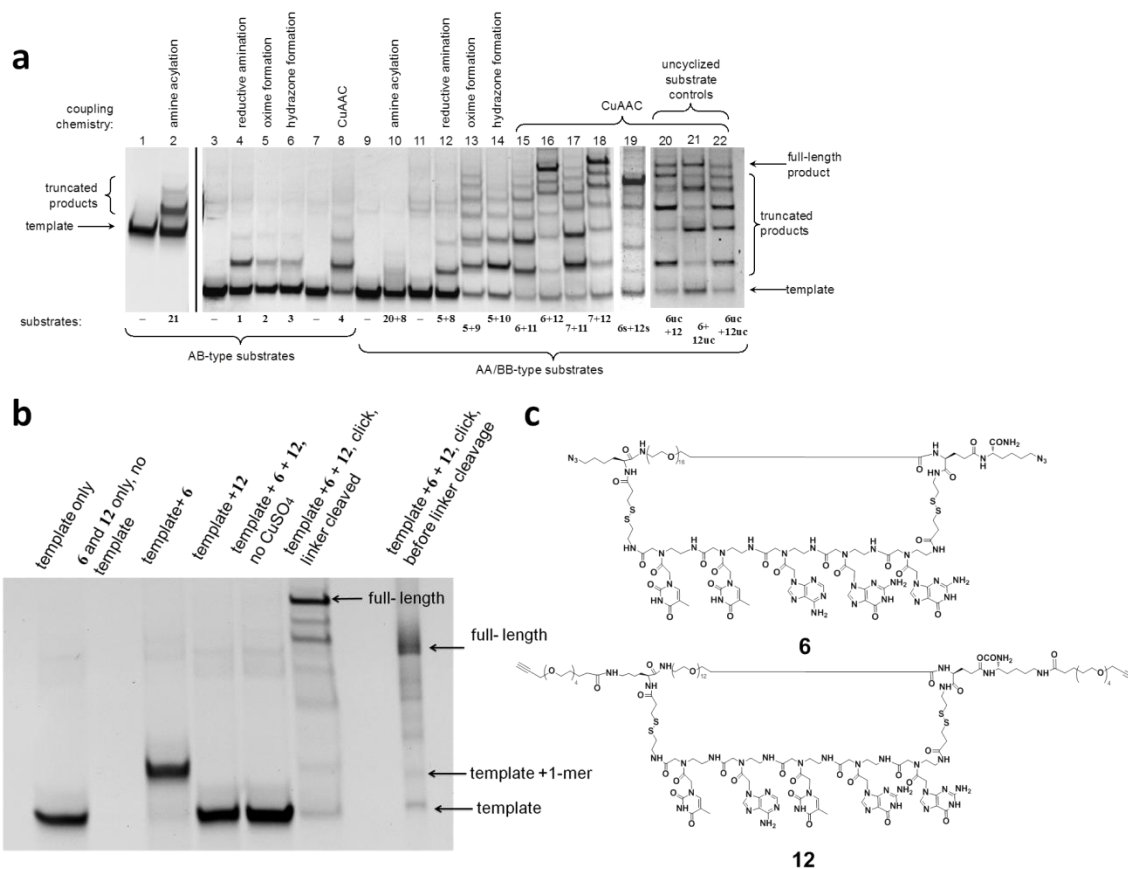 a
coupling chemistry:
amine acylation
reductive amination
oxime formation
hydrazone formation
CuAAC
amine acylation
reductive amination
oxime formation
hydrazone formation
CuAAC
uncyclized
substrate
controls
1 2 3 4 5 6 7 8 9 10 11 12 13 14 15 16 17 18 19 20 21 22
truncated
products
template
full-length
product
truncated
products
template
substrates:
– 21 – 1 2 3 – 4 – 20+8 – 5+8 5+9 5+10 6+11 6+12 7+11 7+12 6s+12s 6uc +12 6+ 12uc 6uc +12uc
AB-type substrates
AA/BB-type substrates
b
template only
6 and 12 only, no
template
template+ 6
template +12
template + 6 + 12,
no CuSO4
template +6 +12, click,
linker cleaved
template +6 +12, click,
before linker cleavage
full- length
full- length
template +1-mer
template
c
6
12